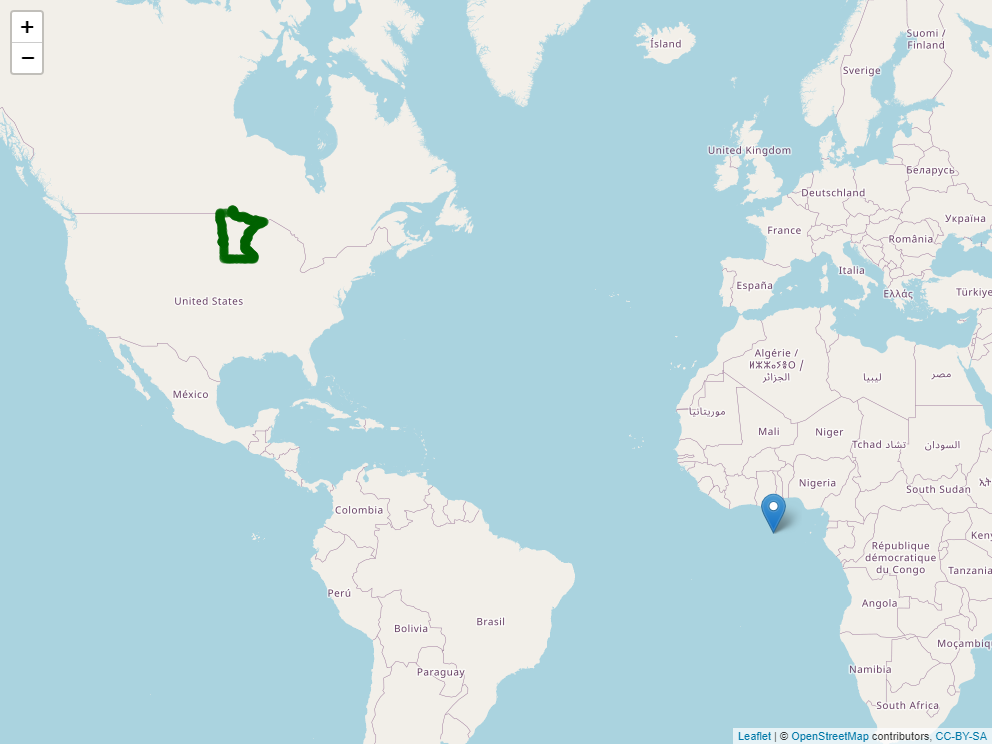 +
−
Ísland
Suomi /
Finland
Sverige
United Kingdom
Беларусь
Deutschland
Україна
France
România
Italia
España
Ελλάς
Türkiye
United States
Algérie /
ⵍⵣⵣⴰⵢⴻⵔ /
الجزائر
ليبيا
مصر
México
موريتانيا
Mali
Niger
Tchad تشاد
السودان
Nigeria
South Sudan
Colombia
République
démocratique
du Congo
Keny
Tanzania
Perú
Angola
Brasil
Bolivia
Moçambiq
Paraguay
Namibia
South Africa
Leaflet | © OpenStreetMap contributors, CC-BY-SA